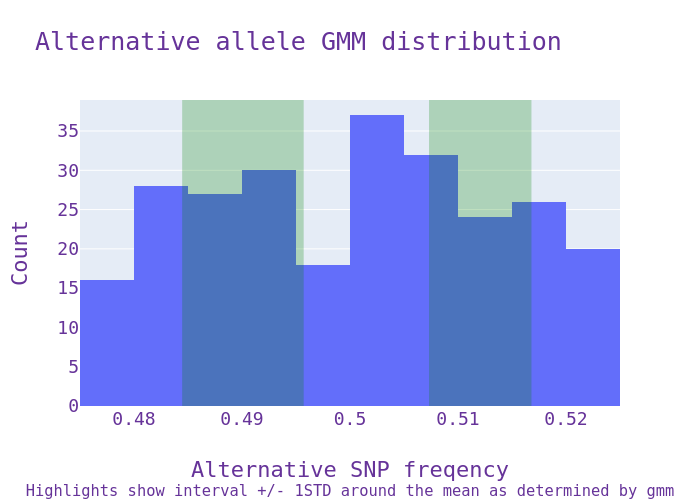 Alternative allele GMM distribution
Count
35
30
25
20
15
10
5
0
0.48 0.49 0.5 0.51 0.52
Alternative SNP freqency
Highlights show interval +/- 1STD around the mean as determined by gmm